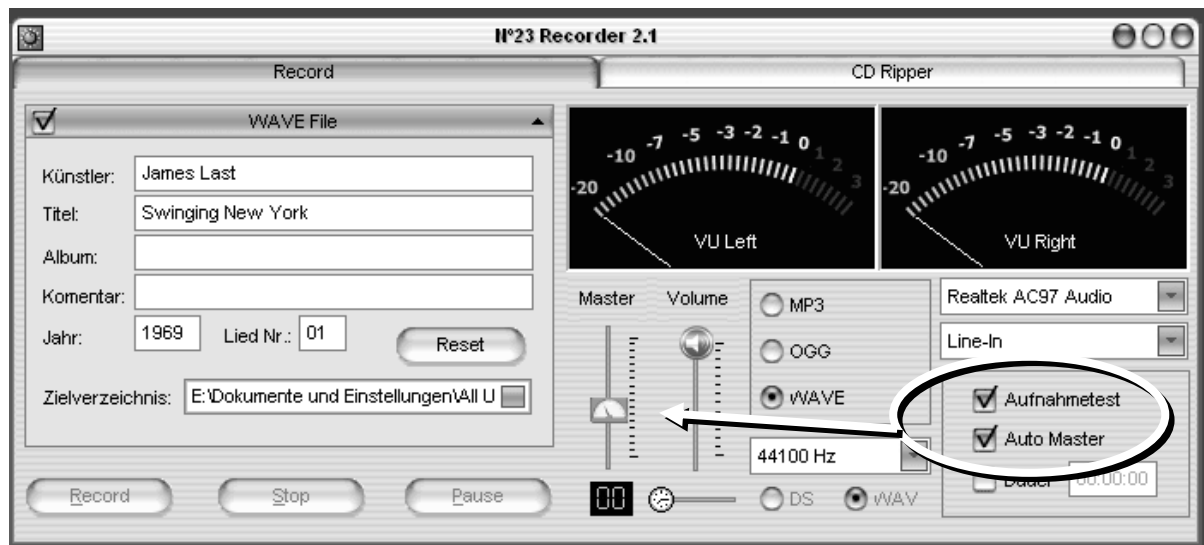 N°23 Recorder 2.1
Record
CD Ripper
WAVE File
Künstler: James Last
Titel: Swinging New York
Album:
Komentar:
Jahr: 1969 Lied Nr.: 01
Reset
Zielverzeichnis: E:\Dokumente und Einstellungen\All U
Record
Stop
Pause
-20 -10 -7 -5 -3 -2 -1 0 1 2 3
VU Left
-20 -10 -7 -5 -3 -2 -1 0 1 2 3
VU Right
Master
Volume
00
MP3
OGG
WAVE
44100 Hz
DS
WAV
Realtek AC97 Audio
Line-In
Aufnahmetest
Auto Master
Dauer 00:00:00